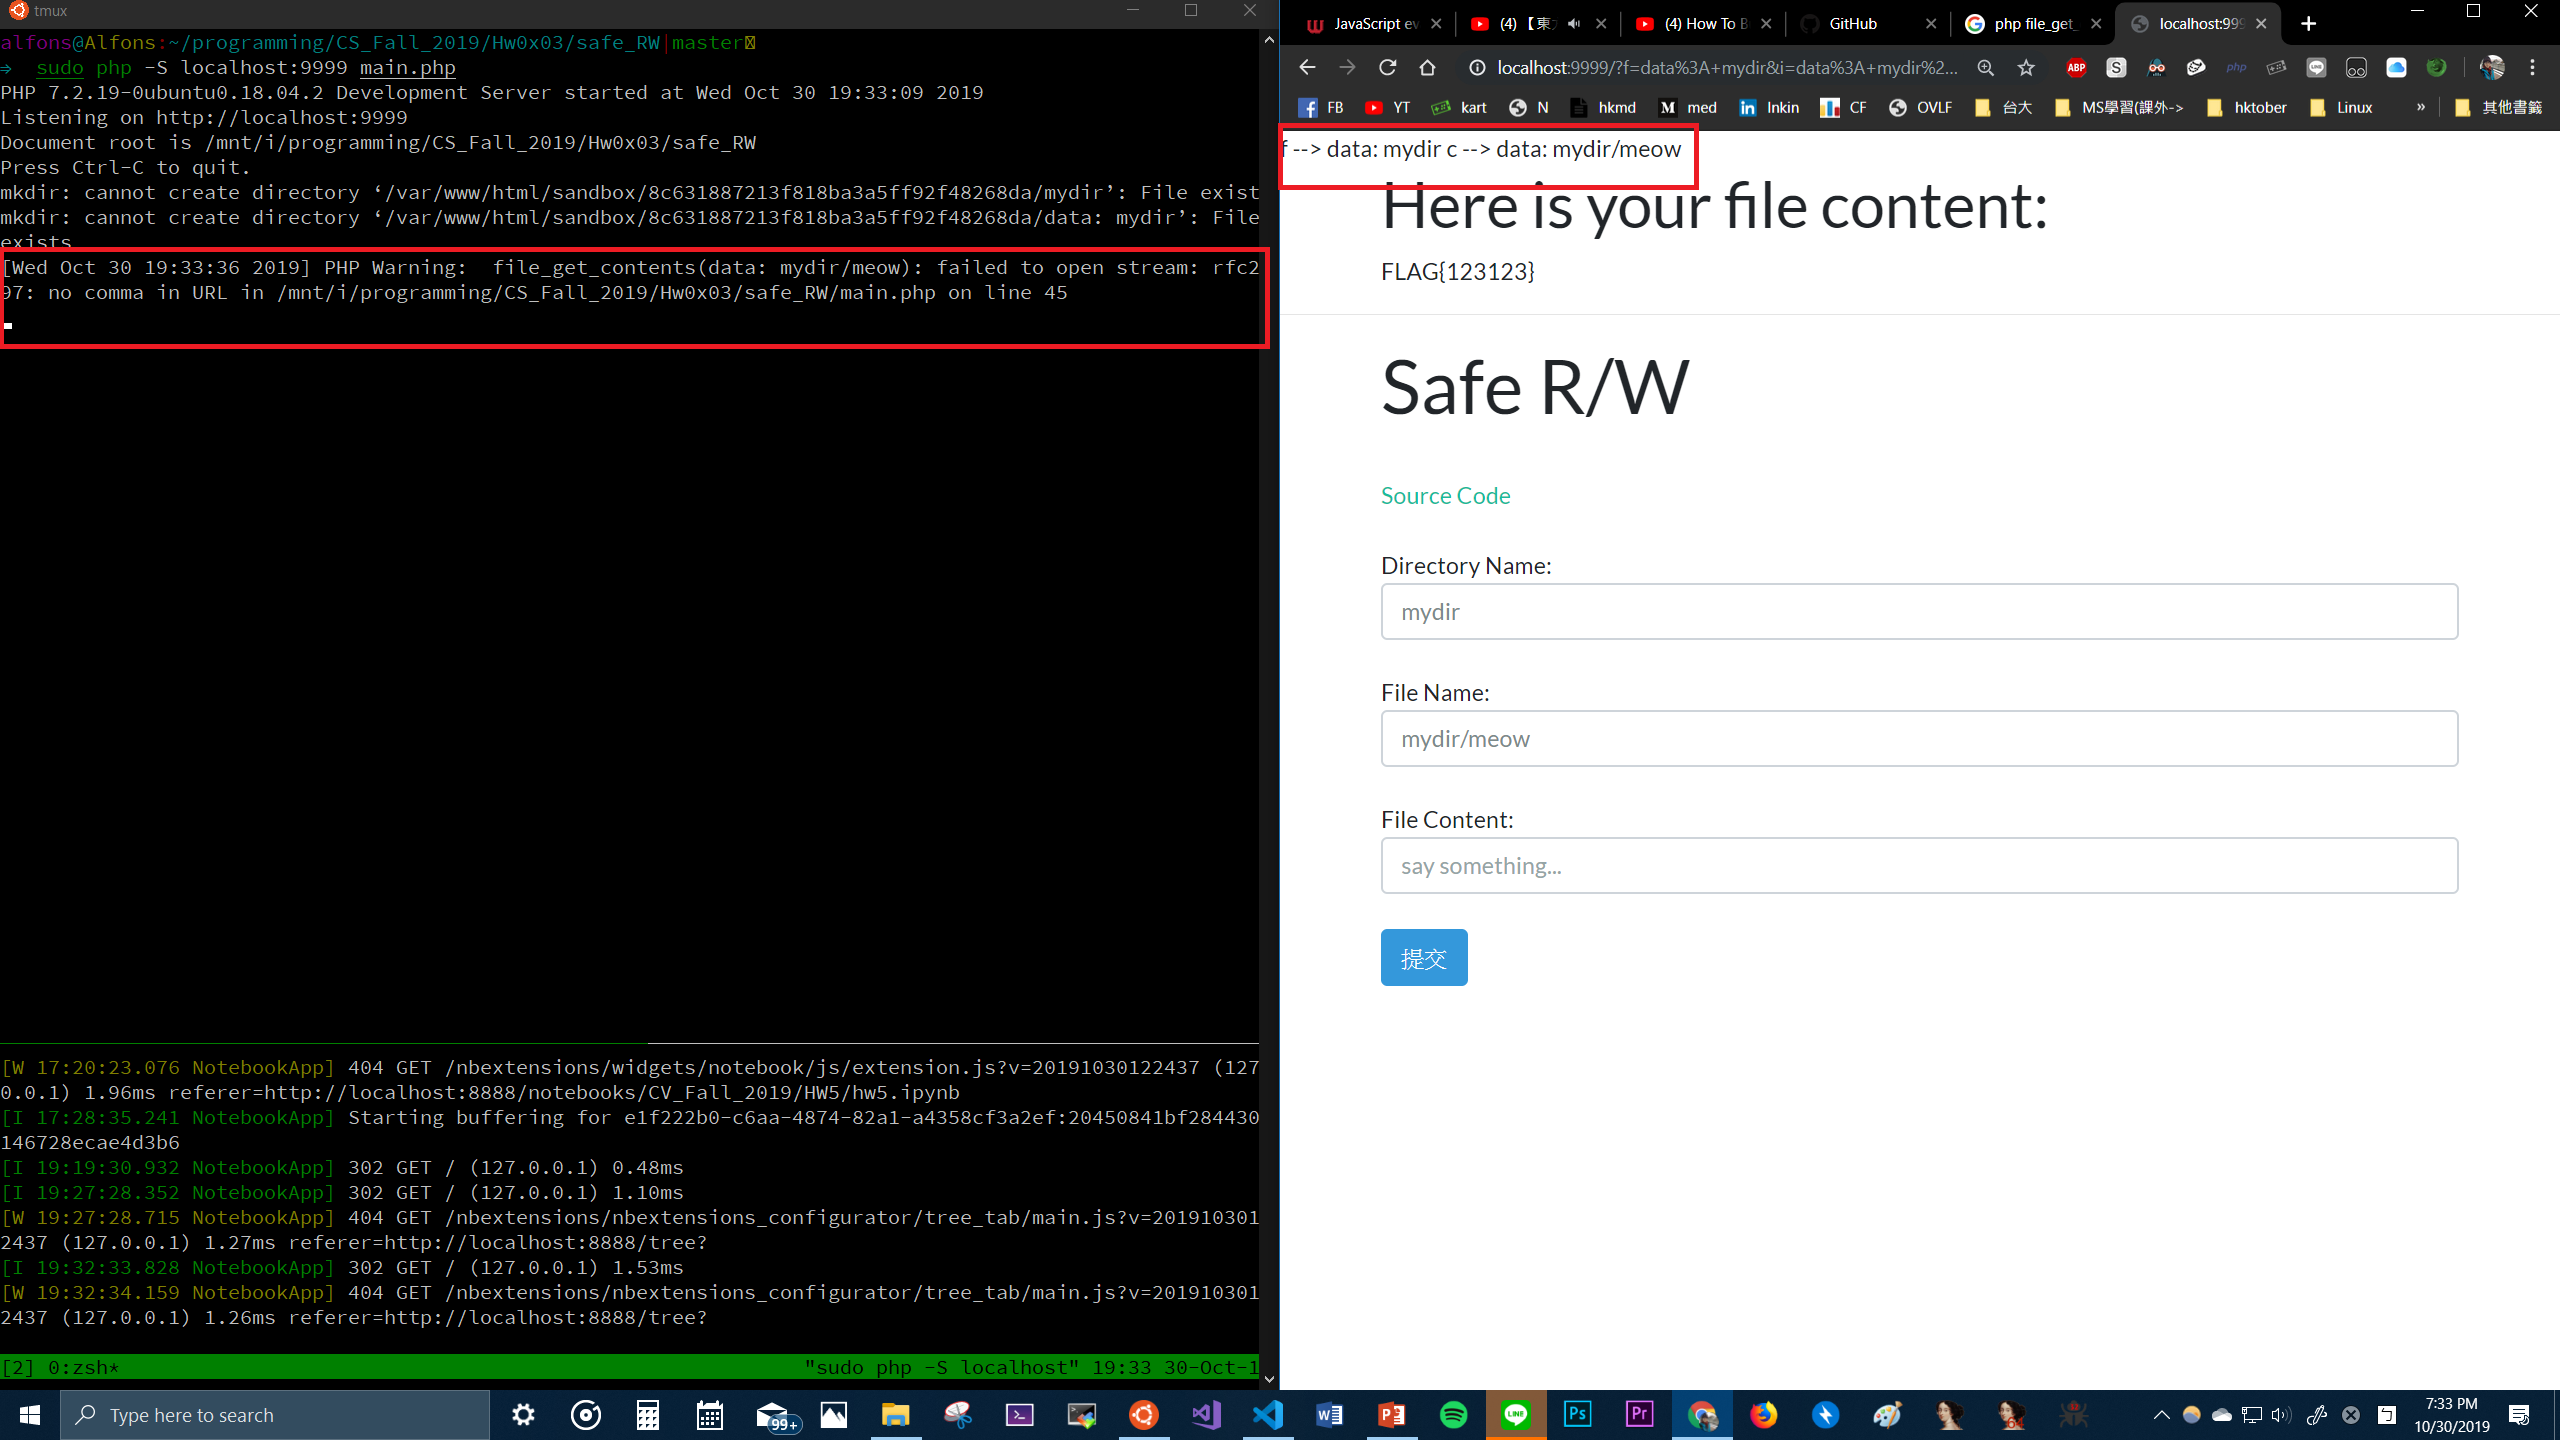 tmux
alfons@Alfons:~/programming/CS_Fall_2019/Hw0x03/safe_RW|master
⇒ sudo php -S localhost:9999 main.php
PHP 7.2.19-0ubuntu0.18.04.2 Development Server started at Wed Oct 30 19:33:09 2019
Listening on http://localhost:9999
Document root is /mnt/i/programming/CS_Fall_2019/Hw0x03/safe_RW
Press Ctrl-C to quit.
mkdir: cannot create directory ‘/var/www/html/sandbox/8c631887213f818ba3a5ff92f48268da/mydir’: File exist
mkdir: cannot create directory ‘/var/www/html/sandbox/8c631887213f818ba3a5ff92f48268da/data: mydir’: File
exists
[Wed Oct 30 19:33:36 2019] PHP Warning:  file_get_contents(data: mydir/meow): failed to open stream: rfc2
97: no comma in URL in /mnt/i/programming/CS_Fall_2019/Hw0x03/safe_RW/main.php on line 45
[W 17:20:23.076 NotebookApp] 404 GET /nbextensions/widgets/notebook/js/extension.js?v=20191030122437 (127
0.0.1) 1.96ms referer=http://localhost:8888/notebooks/CV_Fall_2019/HW5/hw5.ipynb
[I 17:28:35.241 NotebookApp] Starting buffering for e1f222b0-c6aa-4874-82a1-a4358cf3a2ef:20450841bf284430
146728ecae4d3b6
[I 19:19:30.932 NotebookApp] 302 GET / (127.0.0.1) 0.48ms
[I 19:27:28.352 NotebookApp] 302 GET / (127.0.0.1) 1.10ms
[W 19:27:28.715 NotebookApp] 404 GET /nbextensions/nbextensions_configurator/tree_tab/main.js?v=201910301
2437 (127.0.0.1) 1.27ms referer=http://localhost:8888/tree?
[I 19:32:33.828 NotebookApp] 302 GET / (127.0.0.1) 1.53ms
[W 19:32:34.159 NotebookApp] 404 GET /nbextensions/nbextensions_configurator/tree_tab/main.js?v=201910301
2437 (127.0.0.1) 1.26ms referer=http://localhost:8888/tree?
[2] 0:zsh* "sudo php -S localhost" 19:33 30-Oct-1
JavaScript ev (4) 【東 (4) How To B GitHub php file_get_ localhost:999
localhost:9999/?f=data%3A+mydir&i=data%3A+mydir%2... ABP S php
FB YT kart N hkmd med Inkin CF OVLF 台大 MS學習(課外-> hktober Linux » 其他書籤
f --> data: mydir c --> data: mydir/meow
Here is your file content:
FLAG{123123}
Safe R/W
Source Code
Directory Name:
mydir
File Name:
mydir/meow
File Content:
say something...
提交
Type here to search
99+
LINE
Ps
Pr
7:33 PM
10/30/2019